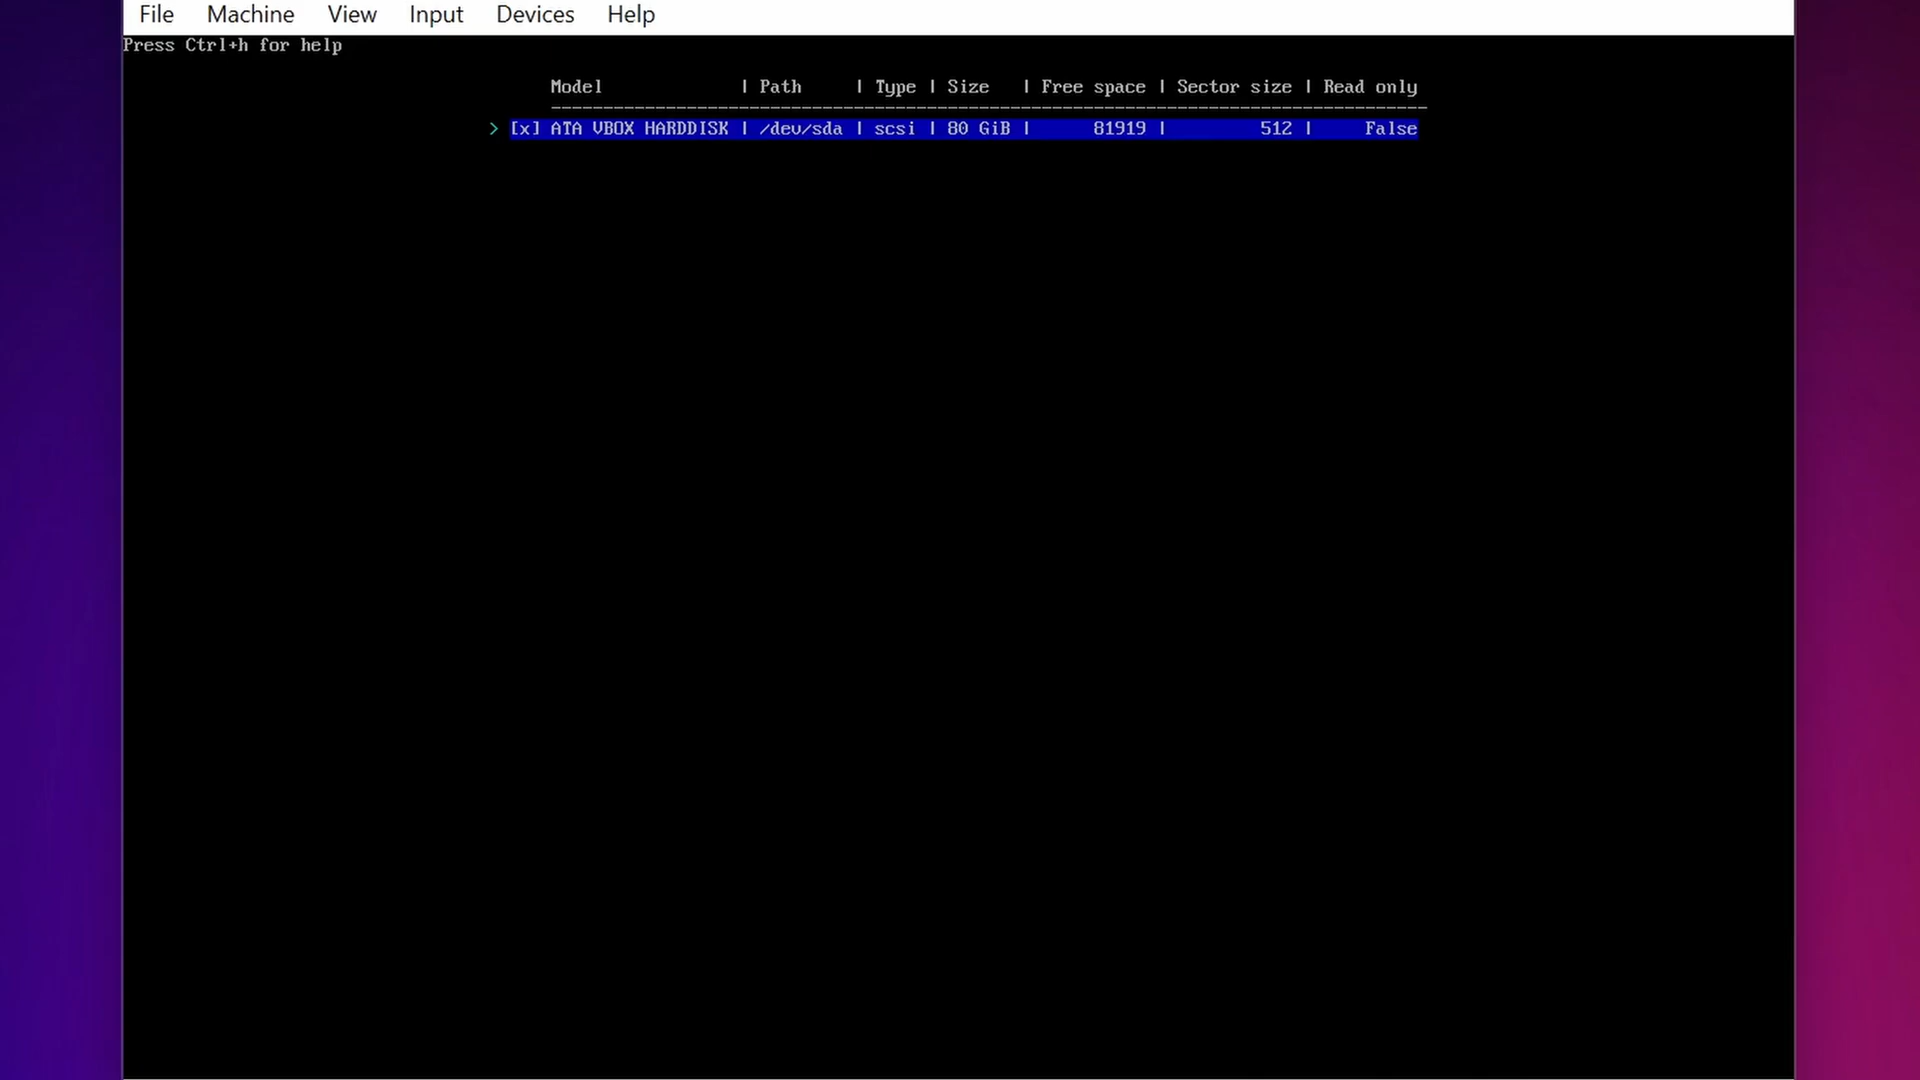 File Machine View Input Devices Help
Press Ctrl+h for help
Model | Path | Type | Size | Free space | Sector size | Read only
> [x] ATA VBOX HARDDISK | /dev/sda | scsi | 80 GiB | 81919 | 512 | False